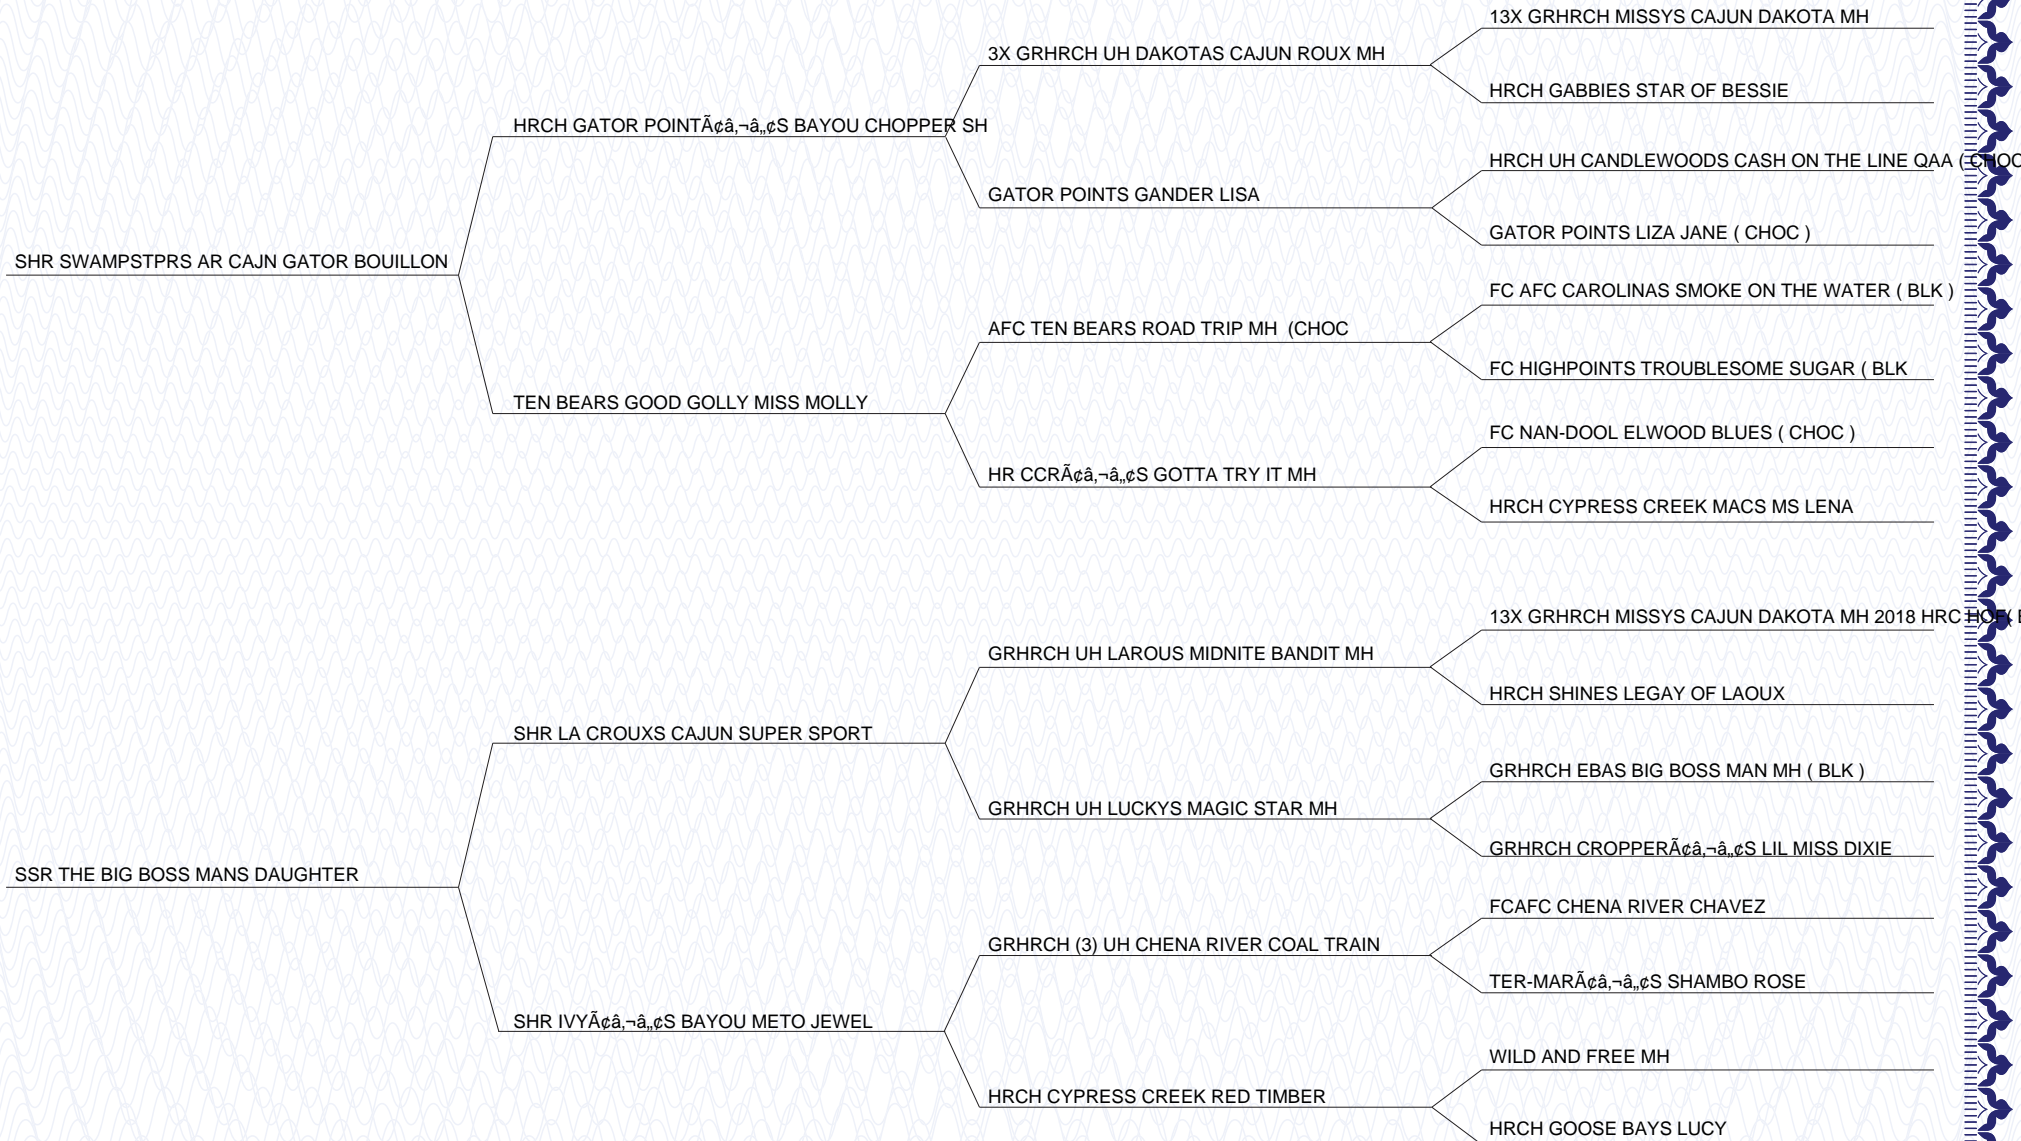 13X GRHRCH MISSYS CAJUN DAKOTA MH
3X GRHRCH UH DAKOTAS CAJUN ROUX MH
HRCH GABBIES STAR OF BESSIE
HRCH GATOR POINTÃ¢â‚¬â„¢S BAYOU CHOPPER SH
HRCH UH CANDLEWOODS CASH ON THE LINE QAA ( CHOC
GATOR POINTS GANDER LISA
GATOR POINTS LIZA JANE ( CHOC )
SHR SWAMPSTPRS AR CAJN GATOR BOUILLON
FC AFC CAROLINAS SMOKE ON THE WATER ( BLK )
AFC TEN BEARS ROAD TRIP MH (CHOC
FC HIGHPOINTS TROUBLESOME SUGAR ( BLK
TEN BEARS GOOD GOLLY MISS MOLLY
FC NAN-DOOL ELWOOD BLUES ( CHOC )
HR CCRÃ¢â‚¬â„¢S GOTTA TRY IT MH
HRCH CYPRESS CREEK MACS MS LENA
13X GRHRCH MISSYS CAJUN DAKOTA MH 2018 HRC HOF(
GRHRCH UH LAROUS MIDNITE BANDIT MH
HRCH SHINES LEGAY OF LAOUX
SHR LA CROUXS CAJUN SUPER SPORT
GRHRCH EBAS BIG BOSS MAN MH ( BLK )
GRHRCH UH LUCKYS MAGIC STAR MH
GRHRCH CROPPERÃ¢â‚¬â„¢S LIL MISS DIXIE
SSR THE BIG BOSS MANS DAUGHTER
FCAFC CHENA RIVER CHAVEZ
GRHRCH (3) UH CHENA RIVER COAL TRAIN
TER-MARÃ¢â‚¬â„¢S SHAMBO ROSE
SHR IVYÃ¢â‚¬â„¢S BAYOU METO JEWEL
WILD AND FREE MH
HRCH CYPRESS CREEK RED TIMBER
HRCH GOOSE BAYS LUCY